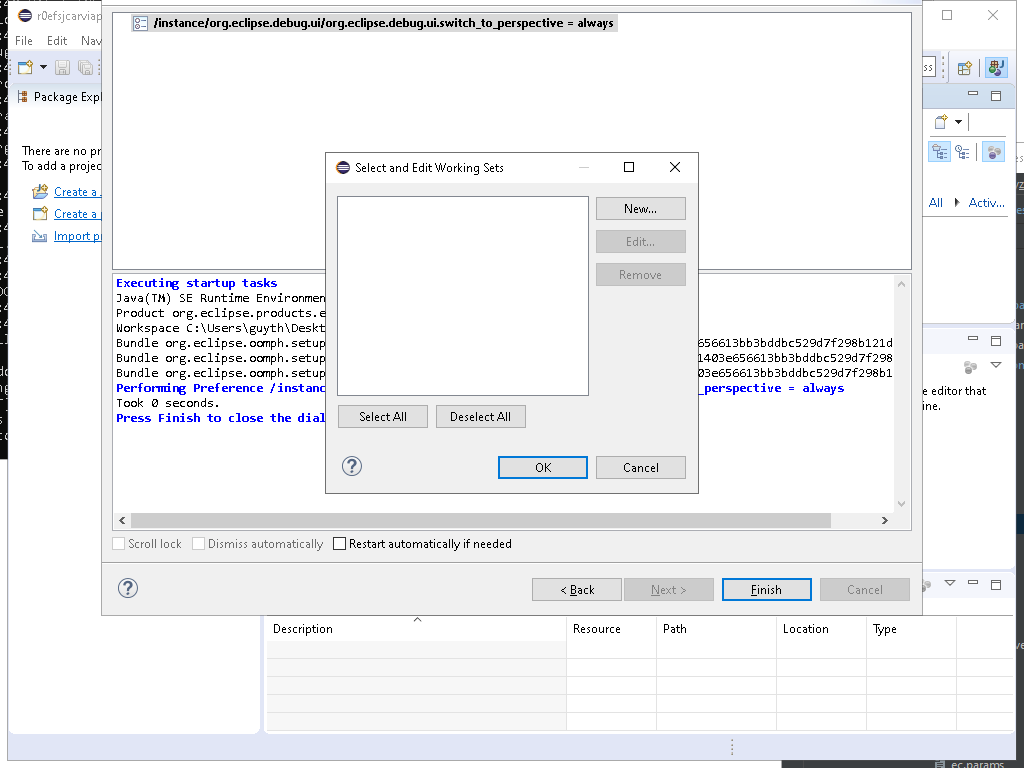 /instance/org.eclipse.debug.ui/org.eclipse.debug.ui.switch_to_perspective = always
r0efsjcarviap
File Edit Nav
Package Expl
There are no pr
To add a projec
Create a
Create a
Import pr
Select and Edit Working Sets
New...
Edit...
Remove
Select All Deselect All
OK Cancel
Executing startup tasks
Java(TM) SE Runtime Environmen
Product org.eclipse.products.e
Workspace C:\Users\guyth\Deskt
Bundle org.eclipse.oomph.setup 656613bb3bddbc529d7f298b121d
Bundle org.eclipse.oomph.setup 1403e656613bb3bddbc529d7f298
Bundle org.eclipse.oomph.setup 03e656613bb3bddbc529d7f298b1
Performing Preference /instanc _perspective = always
Took 0 seconds.
Press Finish to close the dial
Scroll lock Dismiss automatically Restart automatically if needed
< Back Next > Finish Cancel
All Activ...
e editor that
ine.
Description Resource Path Location Type
ec.params